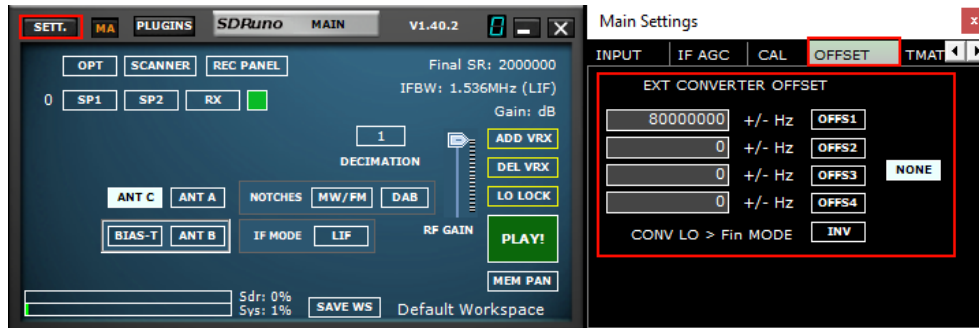 SETT. MA PLUGINS SDRuno MAIN V1.40.2 0
OPT SCANNER REC PANEL Final SR: 2000000
IFBW: 1.536MHz (LIF)
0 SP1 SP2 RX
Gain: dB
1 ADD VRX
DECIMATION
DEL VRX
ANT C ANT A NOTCHES MW/FM DAB LO LOCK
BIAS-T ANT B IF MODE LIF RF GAIN PLAY!
MEM PAN
Sdr: 0%
Sys: 1% SAVE WS Default Workspace
Main Settings x
INPUT IF AGC CAL OFFSET TMAT
EXT CONVERTER OFFSET
80000000 +/- Hz OFFS1
0 +/- Hz OFFS2
0 +/- Hz OFFS3 NONE
0 +/- Hz OFFS4
CONV LO > Fin MODE INV